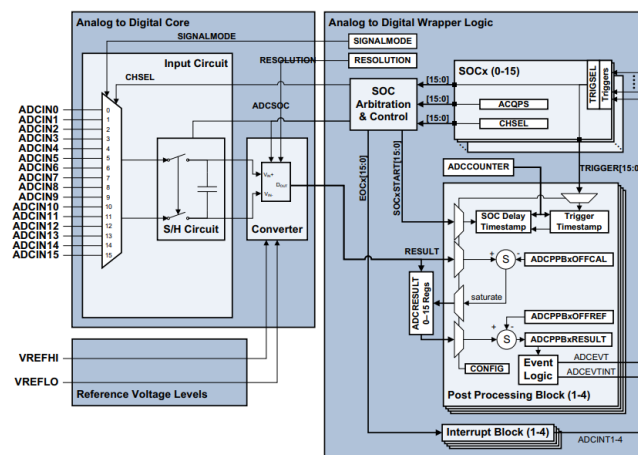 Analog to Digital Core
Analog to Digital Wrapper Logic
SIGNALMODE
SIGNALMODE
RESOLUTION
RESOLUTION
Input Circuit
CHSEL
ADCSOC
ADCIN0
ADCIN1
ADCIN2
ADCIN3
ADCIN4
ADCIN5
ADCIN6
ADCIN7
ADCIN8
ADCIN9
ADCIN10
ADCIN11
ADCIN12
ADCIN13
ADCIN14
ADCIN15
0
1
2
3
4
5
6
7
8
9
10
11
12
13
14
15
S/H Circuit
VIN+
VIN-
DOUT
Converter
VREFHI
VREFLO
Reference Voltage Levels
SOC
Arbitration
& Control
[15:0]
[15:0]
[15:0]
SOCx (0-15)
ACQPS
CHSEL
TRIGSEL
Triggers
EOCx[15:0]
SOCxSTART[15:0]
ADCCOUNTER
TRIGGER[15:0]
SOC Delay
Timestamp
Trigger
Timestamp
RESULT
+
S
-
ADCPPBxOFFCAL
saturate
ADCRESULT
0–15 Regs
ADCPPBxOFFREF
+
S
-
ADCPPBxRESULT
CONFIG
Event
Logic
ADCEVT
ADCEVTINT
Post Processing Block (1-4)
Interrupt Block (1-4)
ADCINT1-4